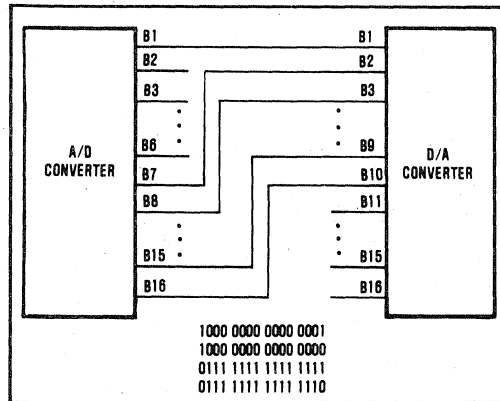 B1 B1
B2 B2
B3 B3
B6 B9
A/D CONVERTER
D/A CONVERTER
B7 B10
B8 B11
B15 B15
B16 B16
1000 0000 0000 0001
1000 0000 0000 0000
0111 1111 1111 1111
0111 1111 1111 1110